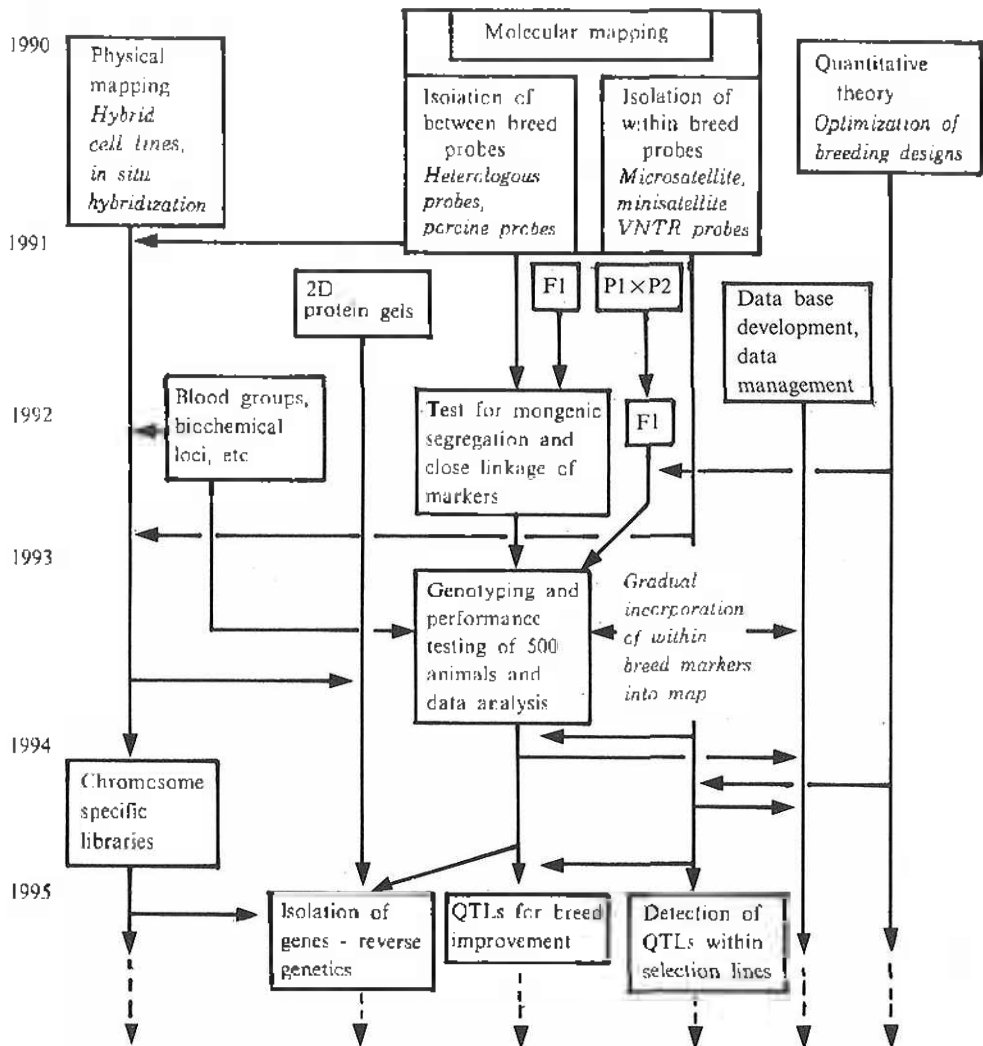 1990
Physical
mapping
Hybrid
cell lines,
in situ
hybridization
Molecular mapping
Isolation of
between breed
probes
Heterologous
probes,
porcine probes
Isolation of
within breed
probes
Microsatellite,
minisatellite
VNTR probes
Quantitative
theory
Optimization of
breeding designs
1991
2D
protein gels
F1
P1×P2
Data base
development,
data
management
1992
Blood groups,
biochemical
loci, etc
Test for mongenic
segregation and
close linkage of
markers
F1
1993
Genotyping and
performance
testing of 500
animals and
data analysis
Gradual
incorporation
of within
breed markers
into map
1994
Chromosome
specific
libraries
1995
Isolation of
genes - reverse
genetics
QTLs for breed
improvement
Detection of
QTLs within
selection lines